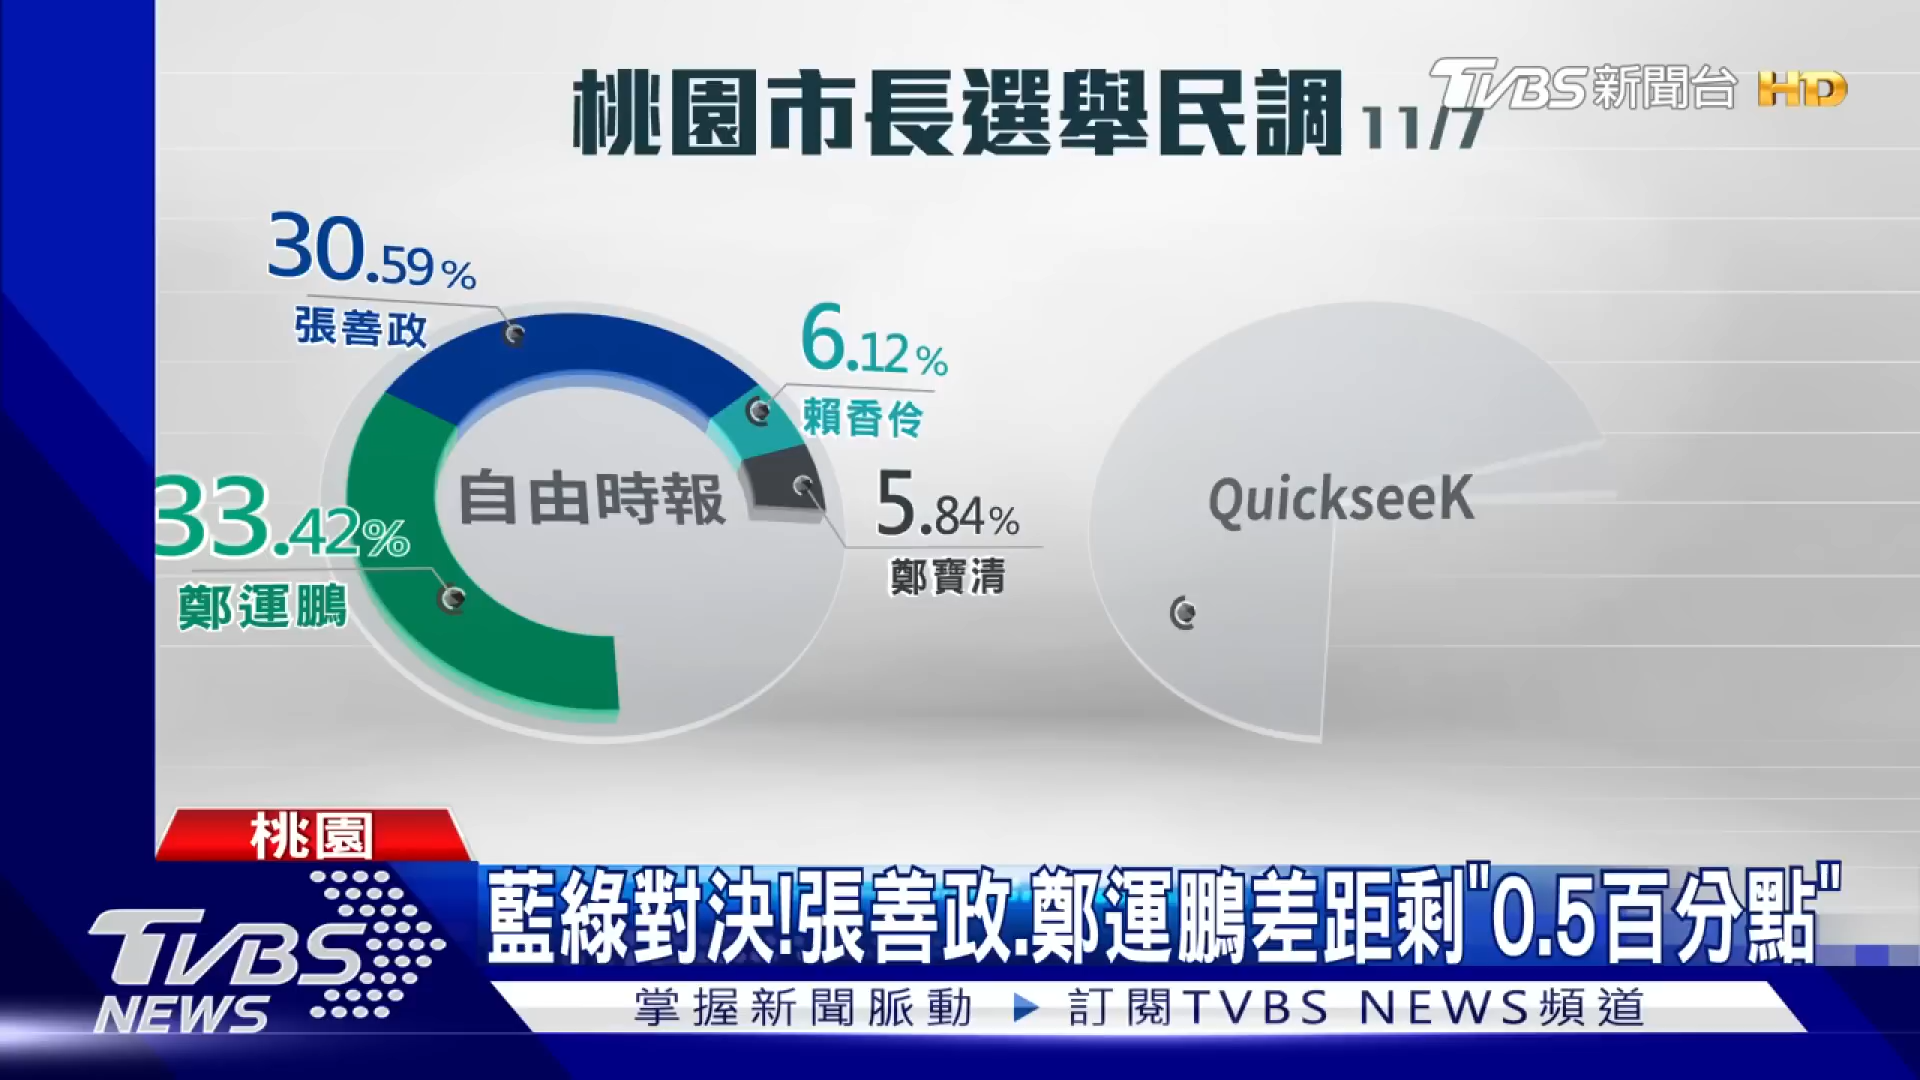 桃園市長選舉民調 11/7
TVBS新聞台 HD
30.59%
張善政
6.12%
賴香伶
33.42%
鄭運鵬
自由時報
5.84%
鄭寶清
QuickseeK
桃園
藍綠對決!張善政.鄭運鵬差距剩"0.5百分點"
TVBS
NEWS
掌握新聞脈動 ▶ 訂閱TVBS NEWS頻道